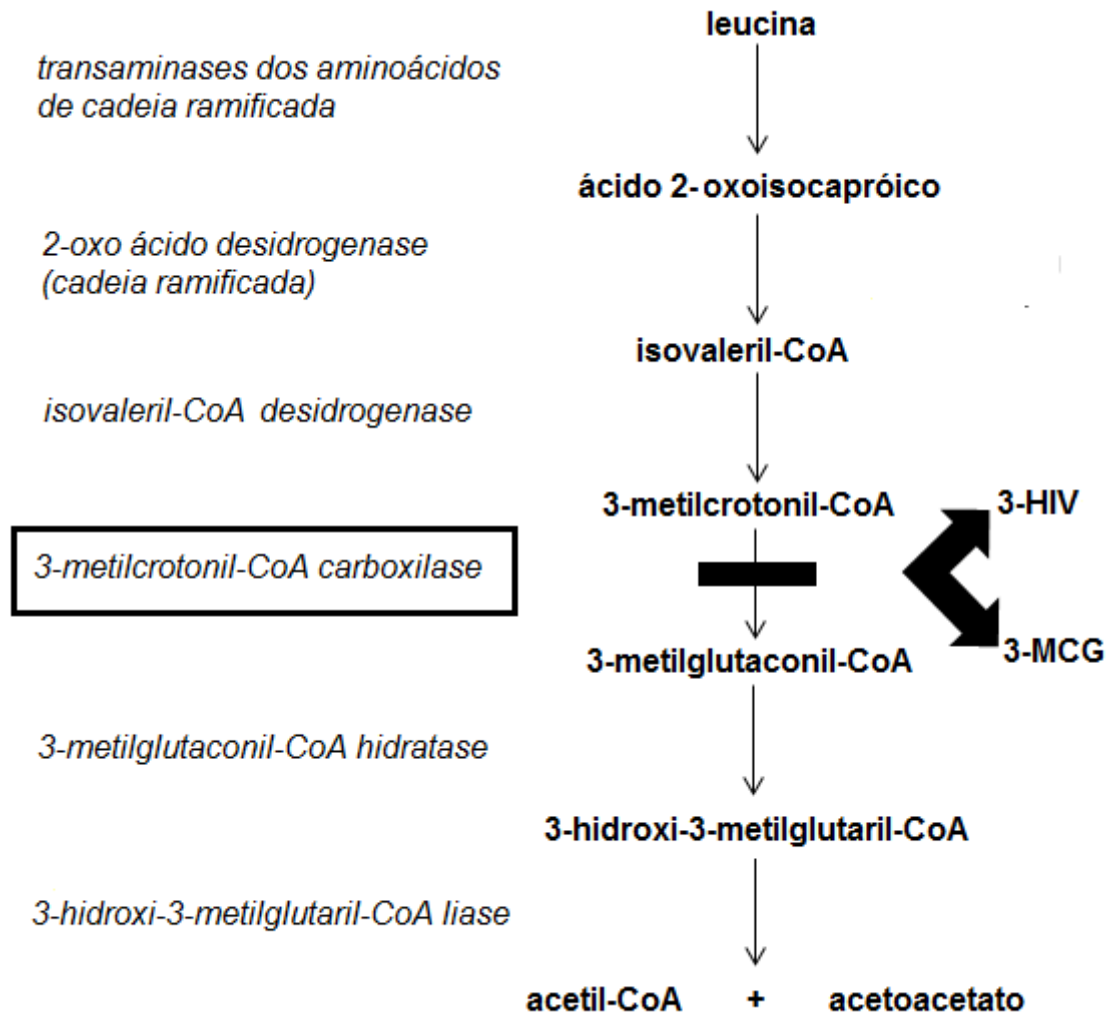 leucina
transaminases dos aminoácidos
de cadeia ramificada
ácido 2-oxoisocapróico
2-oxo ácido desidrogenase
(cadeia ramificada)
isovaleril-CoA
isovaleril-CoA desidrogenase
3-metilcrotonil-CoA
3-HIV
3-metilcrotonil-CoA carboxilase
3-metilglutaconil-CoA
3-MCG
3-metilglutaconil-CoA hidratase
3-hidroxi-3-metilglutaril-CoA
3-hidroxi-3-metilglutaril-CoA liase
acetil-CoA + acetoacetato